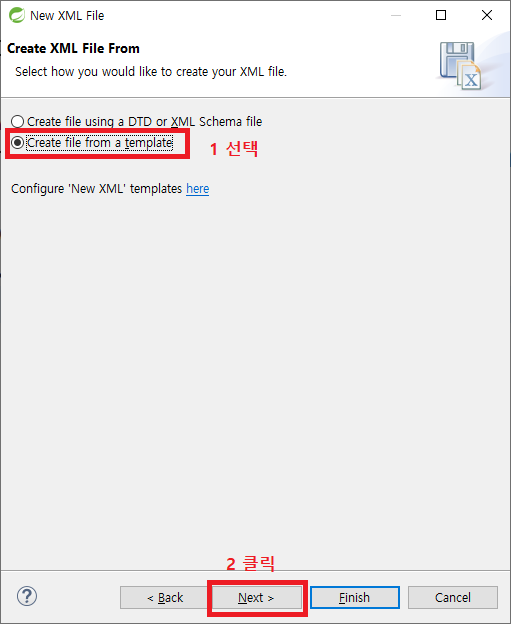 New XML File
Create XML File From
Select how you would like to create your XML file.
Create file using a DTD or XML Schema file
Create file from a template
1 선택
Configure 'New XML' templates here
2 클릭
?
< Back
Next >
Finish
Cancel